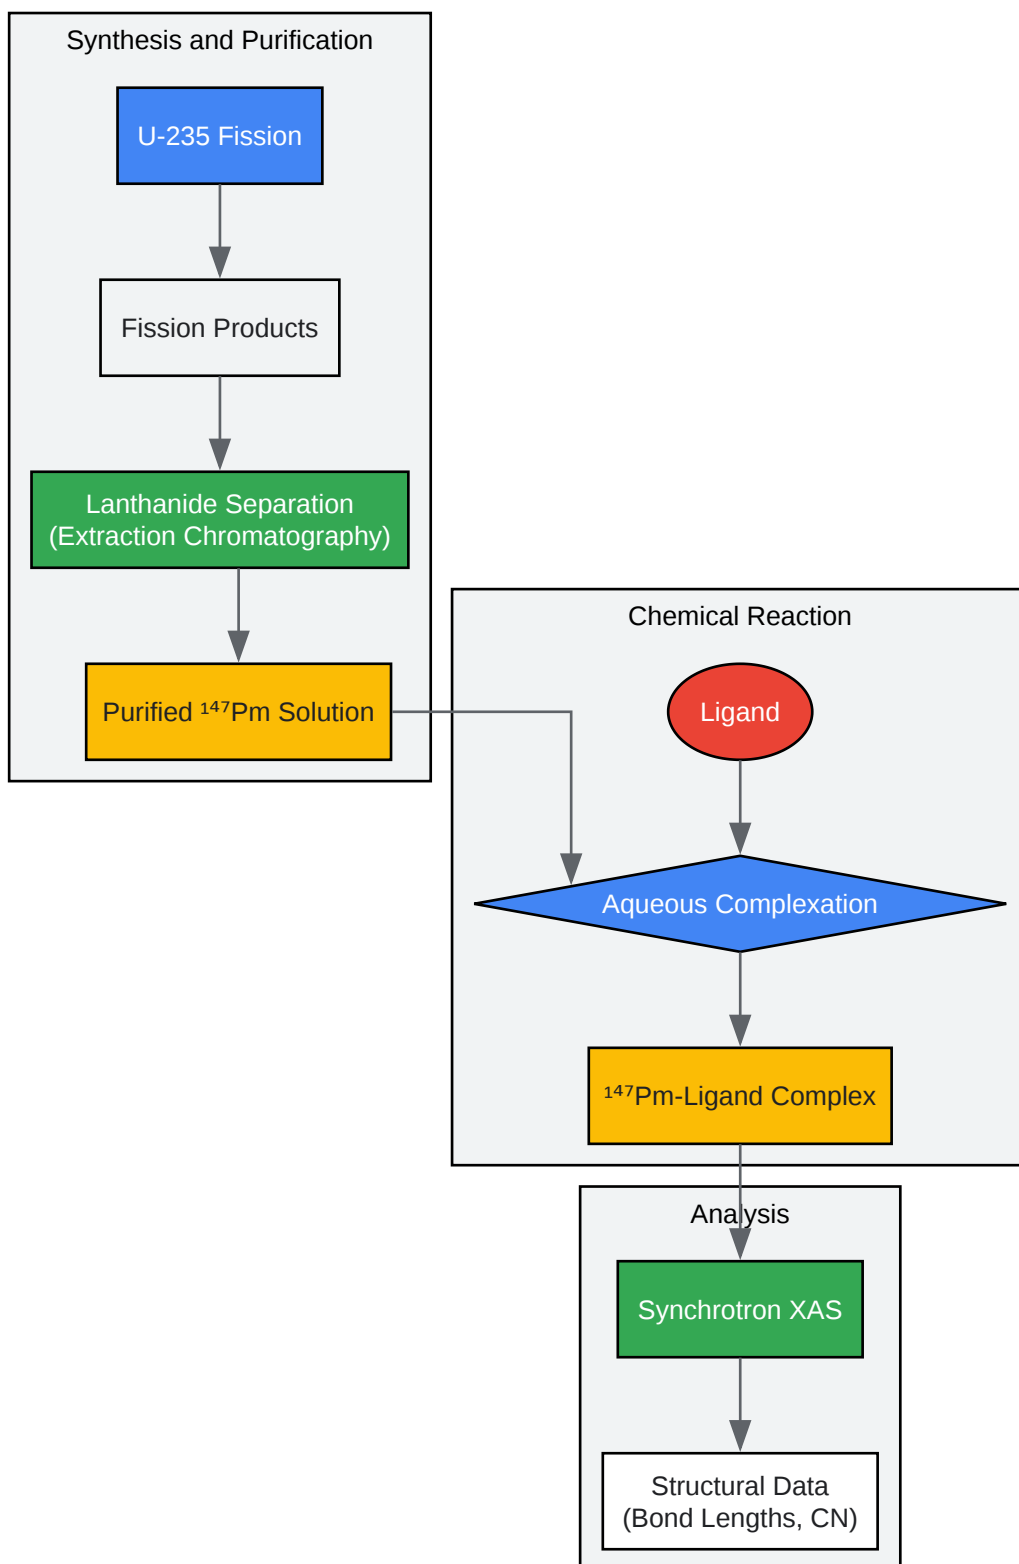 Synthesis and Purification
U-235 Fission
Fission Products
Lanthanide Separation
(Extraction Chromatography)
Purified ¹⁴⁷Pm Solution
Chemical Reaction
Ligand
Aqueous Complexation
¹⁴⁷Pm-Ligand Complex
Analysis
Synchrotron XAS
Structural Data
(Bond Lengths, CN)